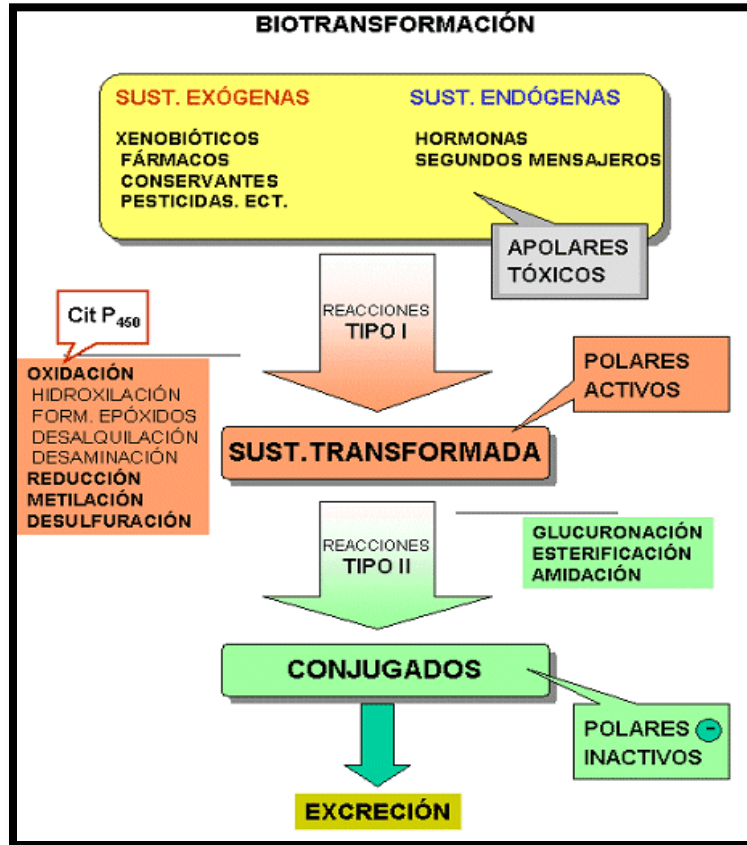 BIOTRANSFORMACIÓN
SUST. EXÓGENAS
XENOBIÓTICOS
FÁRMACOS
CONSERVANTES
PESTICIDAS. ECT.
SUST. ENDÓGENAS
HORMONAS
SEGUNDOS MENSAJEROS
APOLARES
TÓXICOS
REACCIONES
TIPO I
Cit P450
OXIDACIÓN
HIDROXILACIÓN
FORM. EPÓXIDOS
DESALQUILACIÓN
DESAMINACIÓN
REDUCCIÓN
METILACIÓN
DESULFURACIÓN
POLARES
ACTIVOS
SUST.TRANSFORMADA
REACCIONES
TIPO II
GLUCURONACIÓN
ESTERIFICACIÓN
AMIDACIÓN
CONJUGADOS
POLARES -
INACTIVOS
EXCRECIÓN